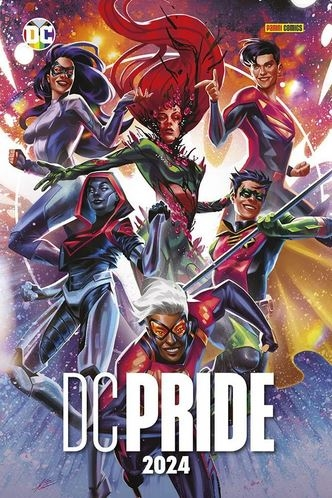 DC
PANINI COMICS
DC PRIDE
2024